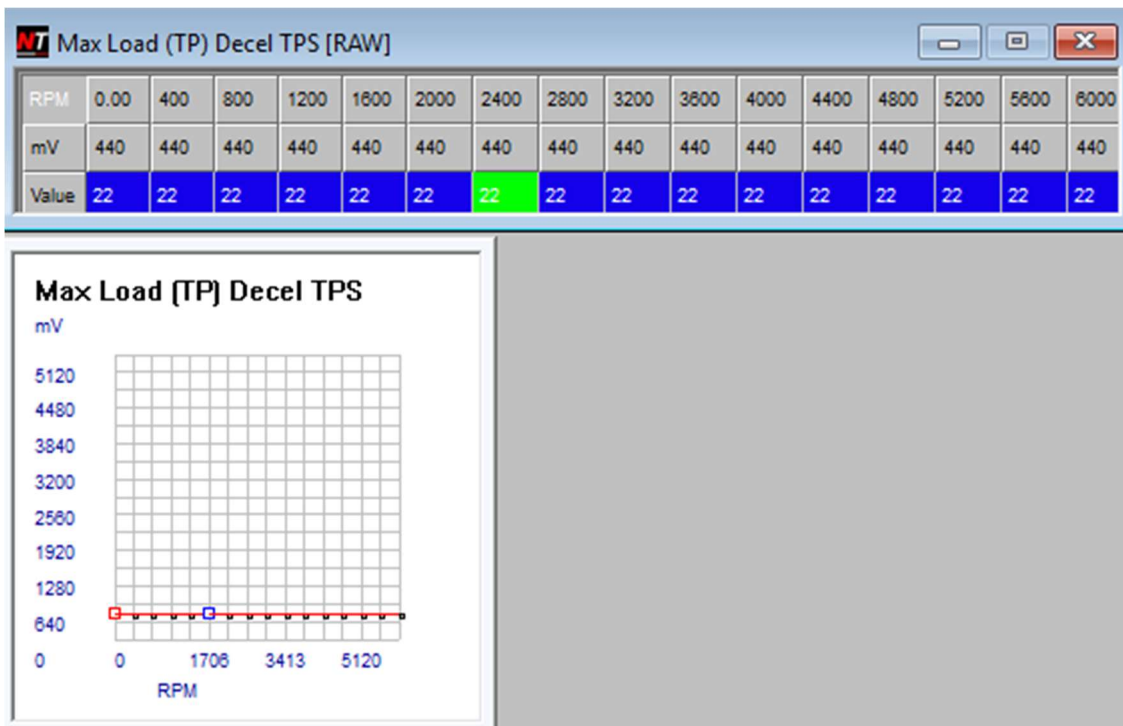 NT Max Load (TP) Decel TPS [RAW]
RPM 0.00 400 800 1200 1600 2000 2400 2800 3200 3600 4000 4400 4800 5200 5600 6000
mV 440 440 440 440 440 440 440 440 440 440 440 440 440 440 440 440
Value 22 22 22 22 22 22 22 22 22 22 22 22 22 22 22 22
Max Load (TP) Decel TPS
mV
5120
4480
3840
3200
2560
1920
1280
640
0 0 1706 3413 5120
RPM